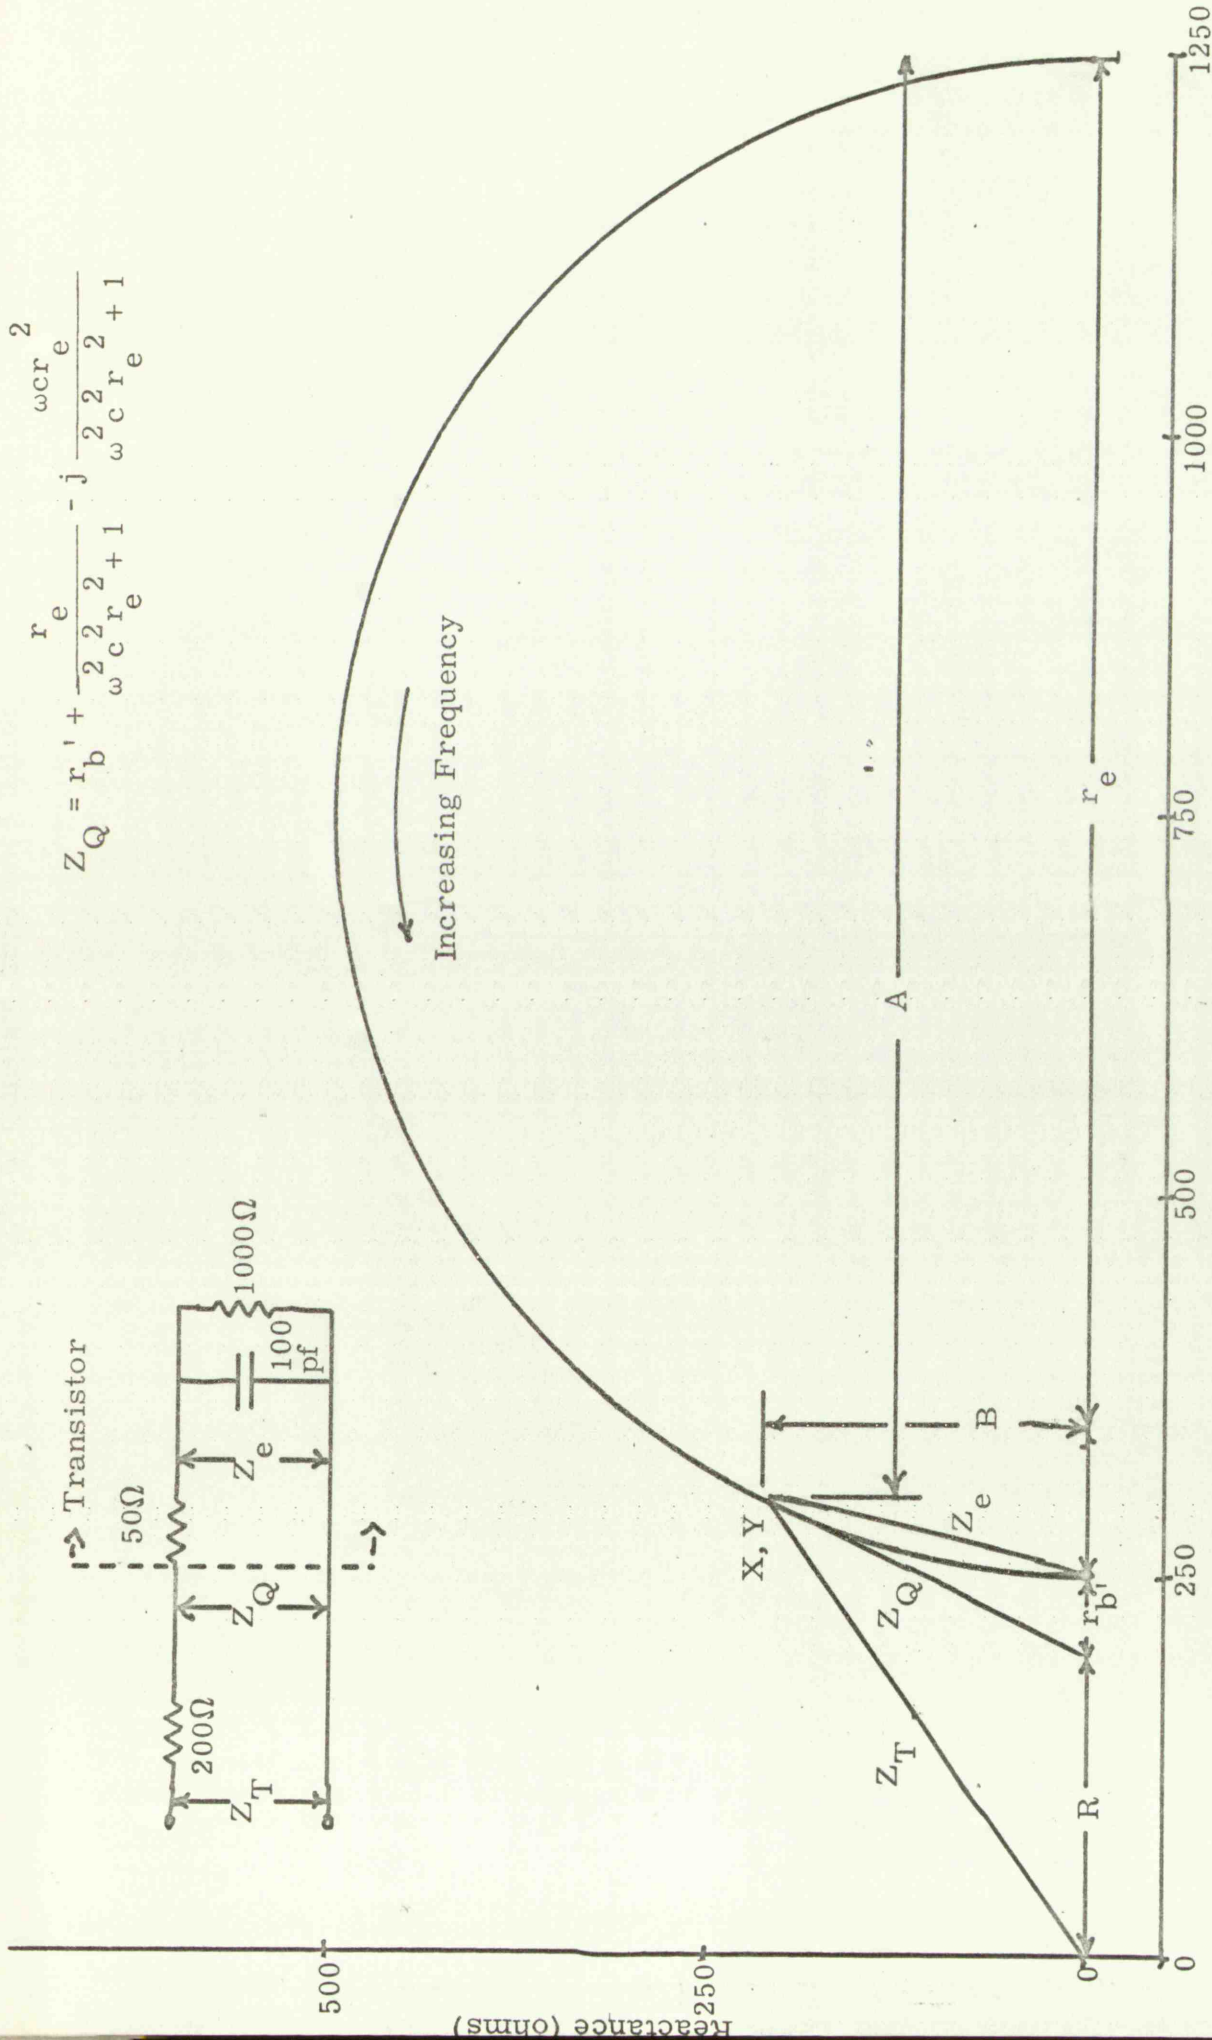 Z_Q = r_b' + r_e / (ω²c²r_e² + 1) - j ωcr_e² / (ω²c²r_e² + 1)
-> Transistor
50Ω
200Ω
Z_T
Z_Q
Z_e
100
pf
1000Ω
Increasing Frequency
X, Y
Z_T
Z_Q
Z_e
A
B
R
r_b'
r_e
Reactance (ohms)
500
250
0
0
250
500
750
1000
1250